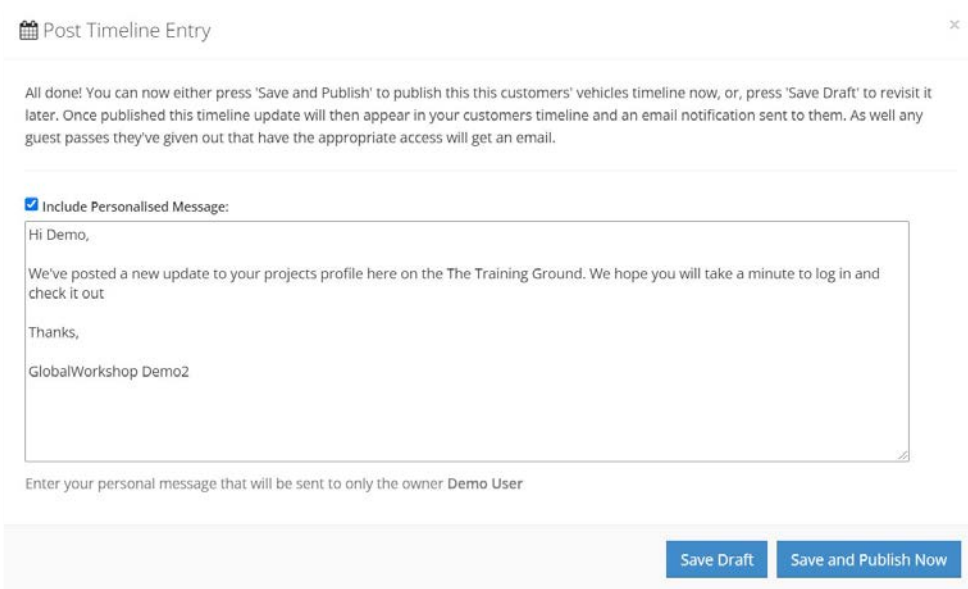 Post Timeline Entry
×
All done! You can now either press 'Save and Publish' to publish this this customers' vehicles timeline now, or, press 'Save Draft' to revisit it
later. Once published this timeline update will then appear in your customers timeline and an email notification sent to them. As well any
guest passes they've given out that have the appropriate access will get an email.
Include Personalised Message:
Hi Demo,
We've posted a new update to your projects profile here on the The Training Ground. We hope you will take a minute to log in and
check it out
Thanks,
GlobalWorkshop Demo2
Enter your personal message that will be sent to only the owner Demo User
Save Draft
Save and Publish Now